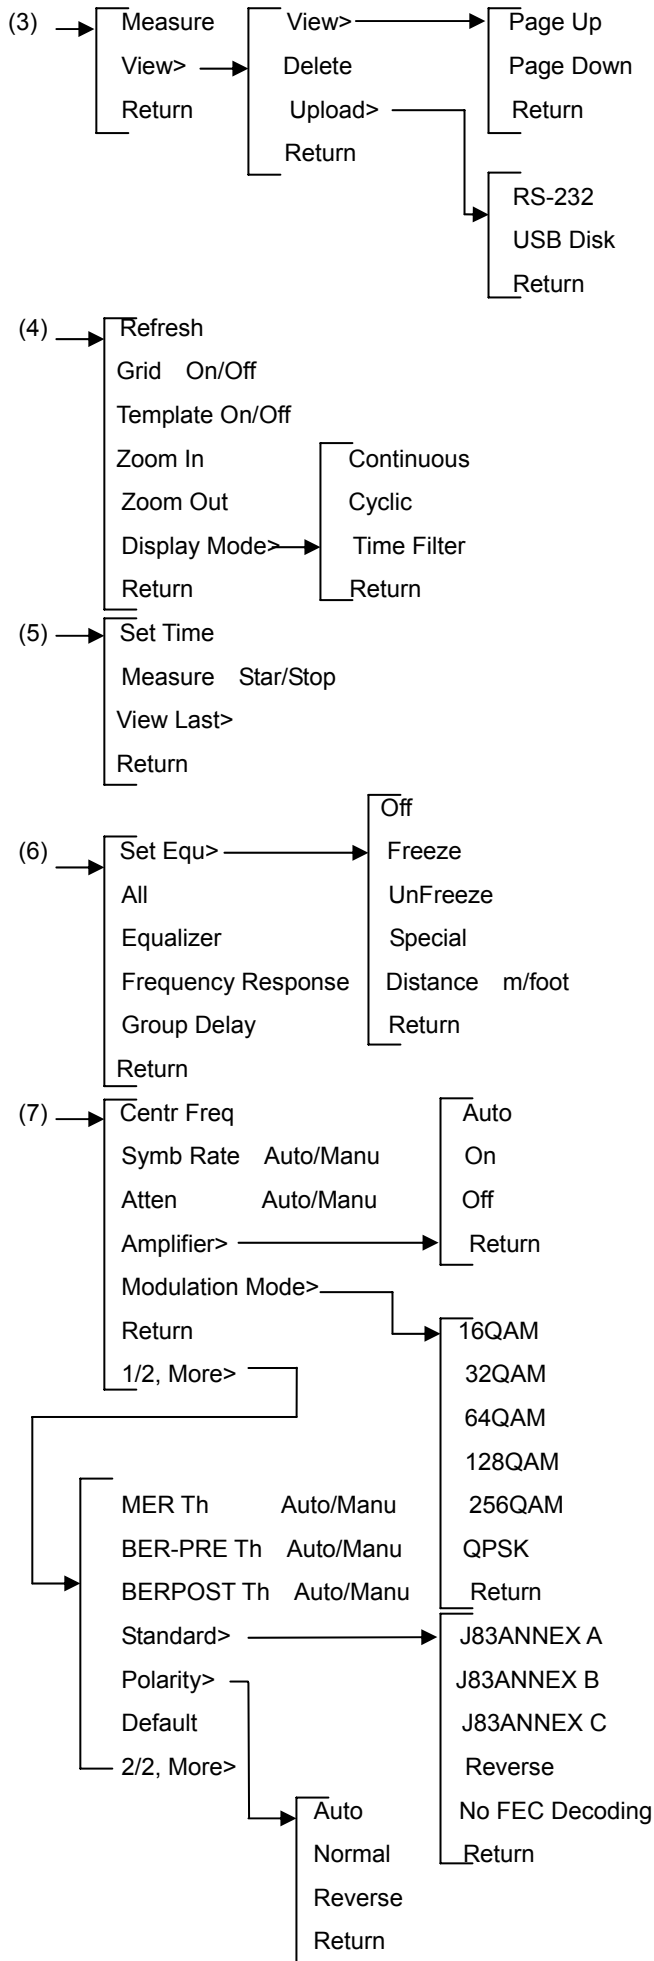 (3) Measure View> Page Up
View> Delete Page Down
Return Upload> Return
Return
RS-232
USB Disk
Return
(4) Refresh
Grid On/Off
Template On/Off
Zoom In Continuous
Zoom Out Cyclic
Display Mode> Time Filter
Return Return
(5) Set Time
Measure Star/Stop
View Last>
Return
Off
(6) Set Equ> Freeze
All UnFreeze
Equalizer Special
Frequency Response Distance m/foot
Group Delay Return
Return
(7) Centr Freq Auto
Symb Rate Auto/Manu On
Atten Auto/Manu Off
Amplifier> Return
Modulation Mode>
Return 16QAM
1/2, More> 32QAM
64QAM
128QAM
MER Th Auto/Manu 256QAM
BER-PRE Th Auto/Manu QPSK
BERPOST Th Auto/Manu Return
Standard> J83ANNEX A
Polarity> J83ANNEX B
Default J83ANNEX C
2/2, More> Reverse
Auto No FEC Decoding
Normal Return
Reverse
Return